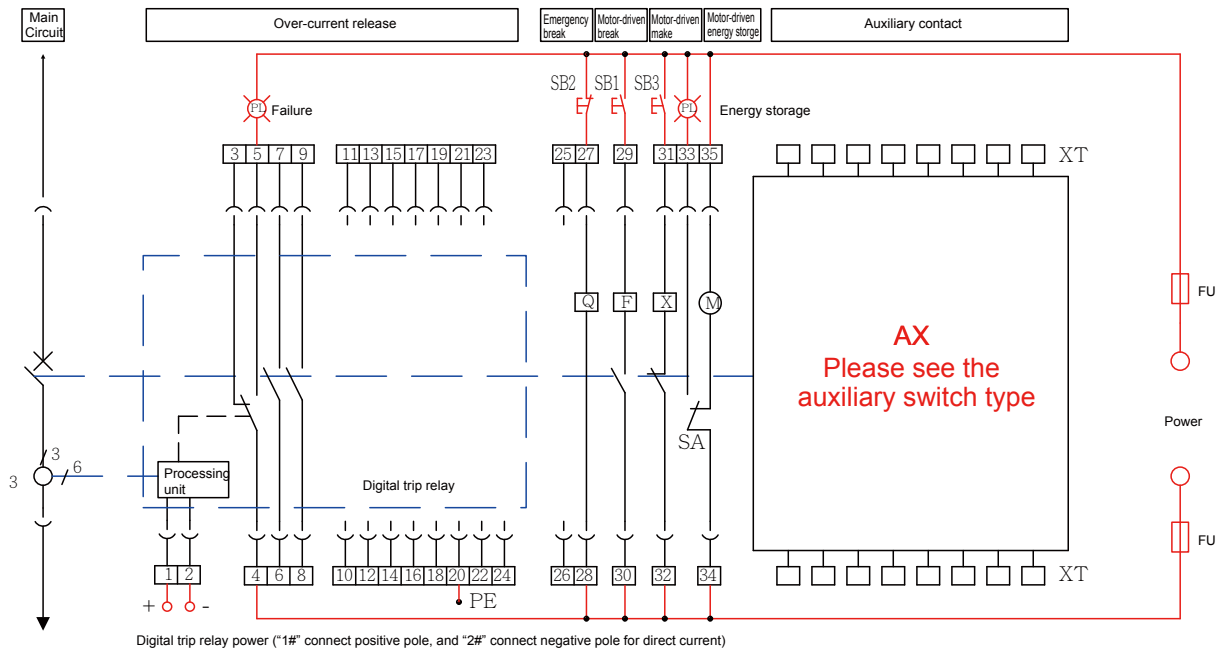 Main
Circuit
Over-current release
Emergency
break
Motor-driven
break
Motor-driven
make
Motor-driven
energy storge
Auxiliary contact
SB2 SB1 SB3
PL Failure
PL Energy storage
3 5 7 9 11 13 15 17 19 21 23 25 27 29 31 33 35 XT
Q F X M
FU
AX
Please see the
auxiliary switch type
Power
SA
3
3 6
Processing
unit
Digital trip relay
FU
1 2 4 6 8 10 12 14 16 18 20 22 24 26 28 30 32 34 XT
+ - PE
Digital trip relay power (“1#” connect positive pole, and “2#” connect negative pole for direct current)